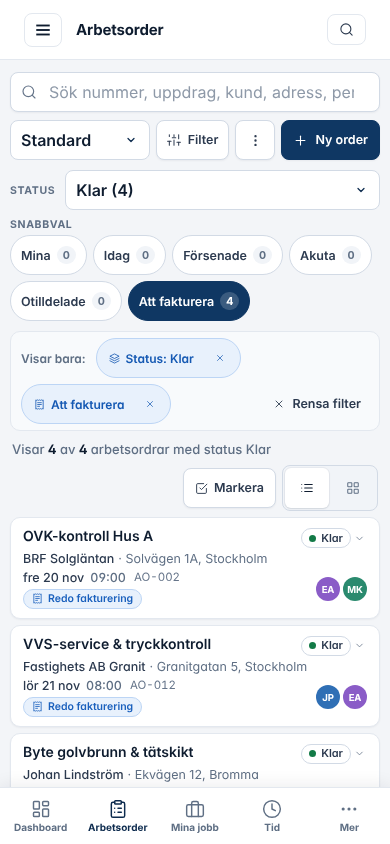 Arbetsorder
Sök nummer, uppdrag, kund, adress, per
Standard
Filter
Ny order
STATUS
Klar (4)
SNABBVAL
Mina 0
Idag 0
Försenade 0
Akuta 0
Otilldelade 0
Att fakturera 4
Visar bara:
Status: Klar
Att fakturera
Rensa filter
Visar 4 av 4 arbetsordrar med status Klar
Markera
OVK-kontroll Hus A
Klar
BRF Solgläntan · Solvägen 1A, Stockholm
fre 20 nov 09:00 AO-002
EA MK
Redo fakturering
VVS-service & tryckkontroll
Klar
Fastighets AB Granit · Granitgatan 5, Stockholm
lör 21 nov 08:00 AO-012
JP EA
Redo fakturering
Byte golvbrunn & tätskikt
Klar
Johan Lindström · Ekvägen 12, Bromma
Dashboard
Arbetsorder
Mina jobb
Tid
Mer